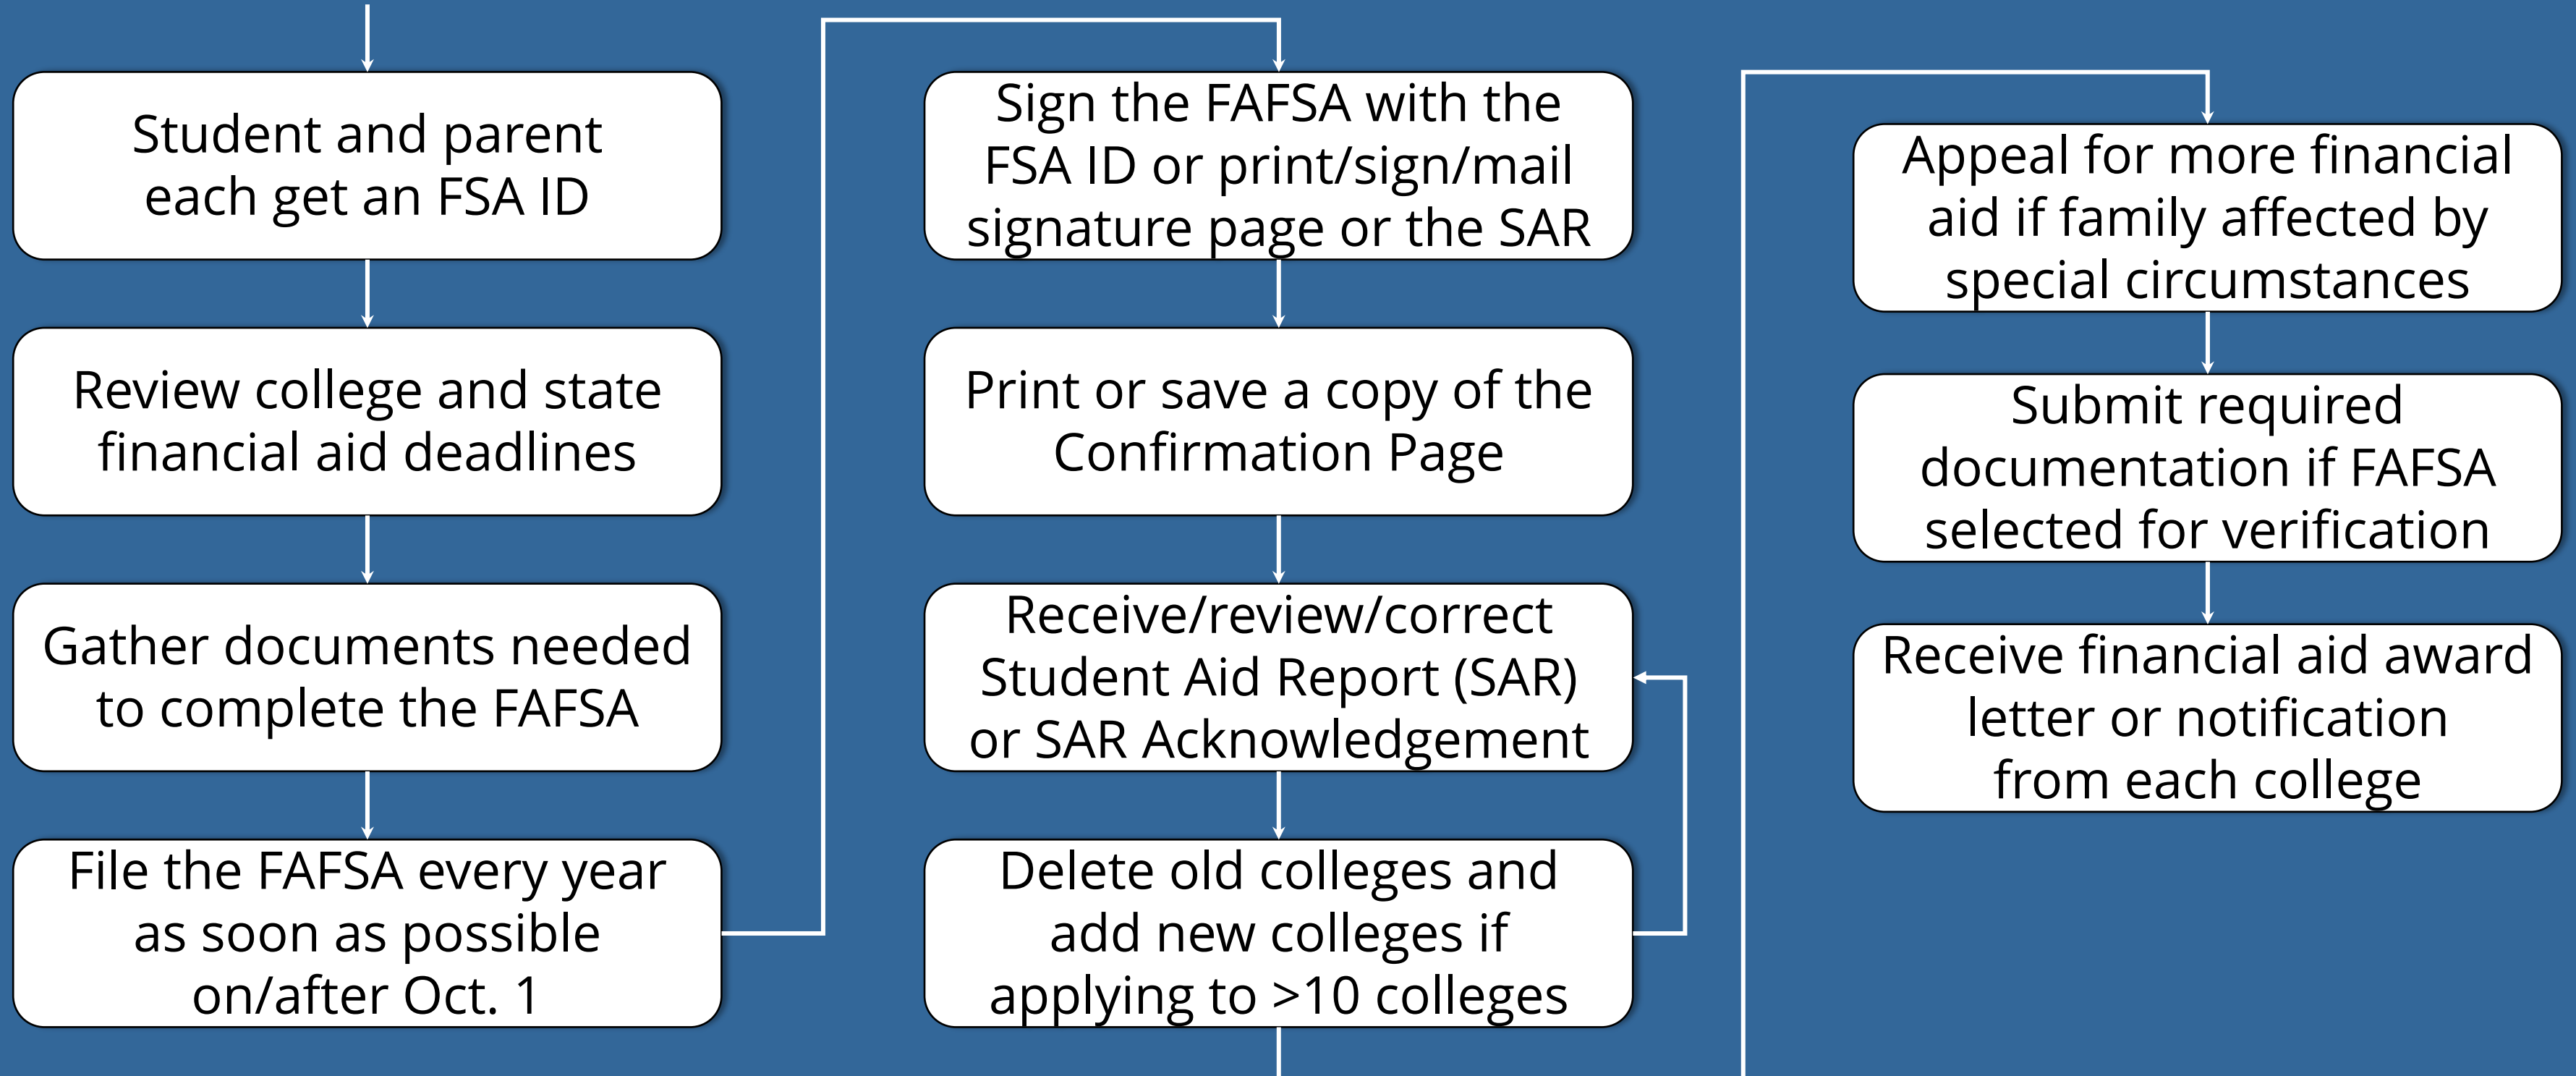 Student and parent
each get an FSA ID
Review college and state
financial aid deadlines
Gather documents needed
to complete the FAFSA
File the FAFSA every year
as soon as possible
on/after Oct. 1
Sign the FAFSA with the
FSA ID or print/sign/mail
signature page or the SAR
Print or save a copy of the
Confirmation Page
Receive/review/correct
Student Aid Report (SAR)
or SAR Acknowledgement
Delete old colleges and
add new colleges if
applying to >10 colleges
Appeal for more financial
aid if family affected by
special circumstances
Submit required
documentation if FAFSA
selected for verification
Receive financial aid award
letter or notification
from each college